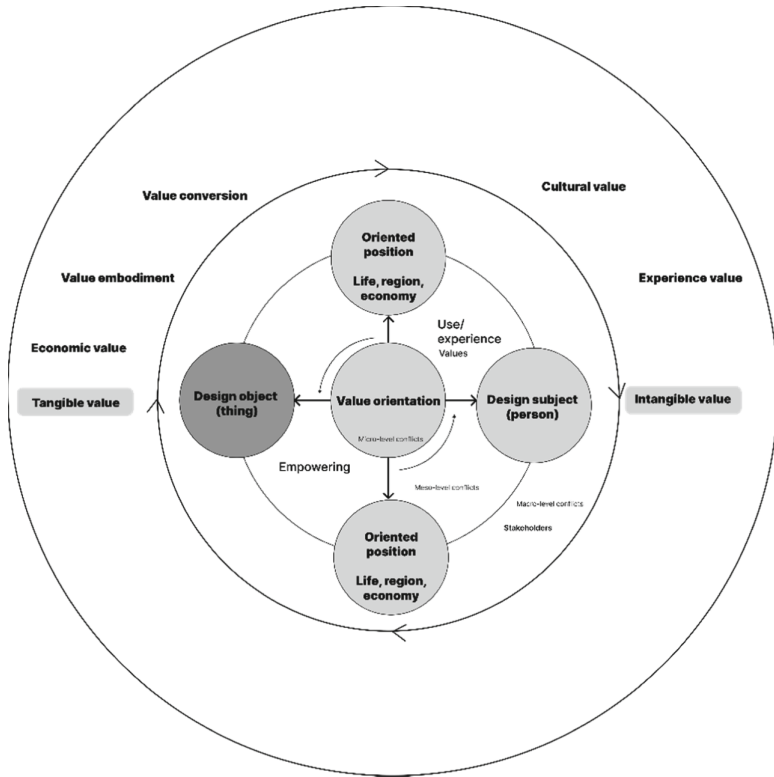 Cultural value
Value conversion
Oriented
position
Life, region,
economy
Value embodiment
Experience value
Use/
experience
Values
Economic value
Tangible value
Design object
(thing)
Value orientation
Design subject
(person)
Intangible value
Micro-level conflicts
Empowering
Meso-level conflicts
Macro-level conflicts
Stakeholders
Oriented
position
Life, region,
economy